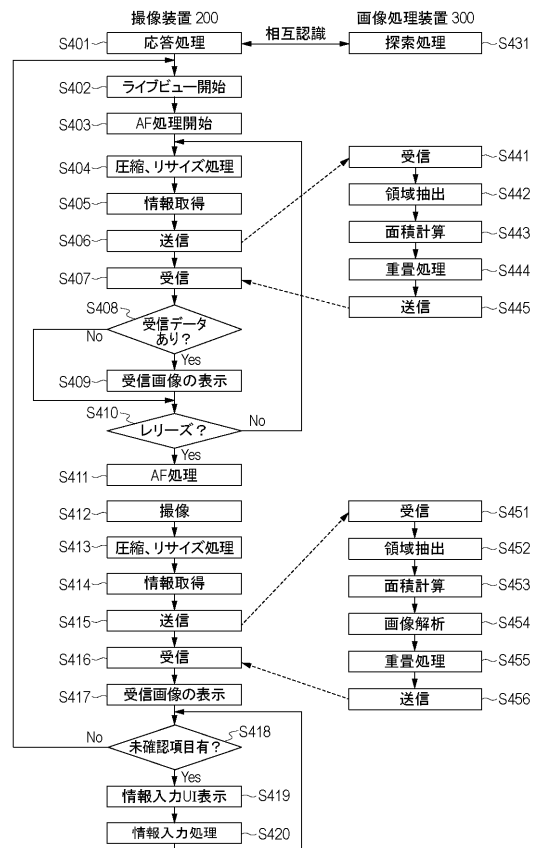 撮像装置200
画像処理装置300
S401
応答処理
相互認識
探索処理
S431
S402
ライブビュー開始
S403
AF処理開始
S404
圧縮、リサイズ処理
S405
情報取得
S406
送信
S407
受信
受信
S441
領域抽出
S442
面積計算
S443
重畳処理
S444
送信
S445
S408
受信データ
あり？
No
Yes
S409
受信画像の表示
S410
レリーズ？
No
Yes
S411
AF処理
S412
撮像
S413
圧縮、リサイズ処理
S414
情報取得
S415
送信
S416
受信
S417
受信画像の表示
受信
S451
領域抽出
S452
面積計算
S453
画像解析
S454
重畳処理
S455
送信
S456
S418
未確認項目有？
No
Yes
情報入力UI表示
S419
情報入力処理
S420